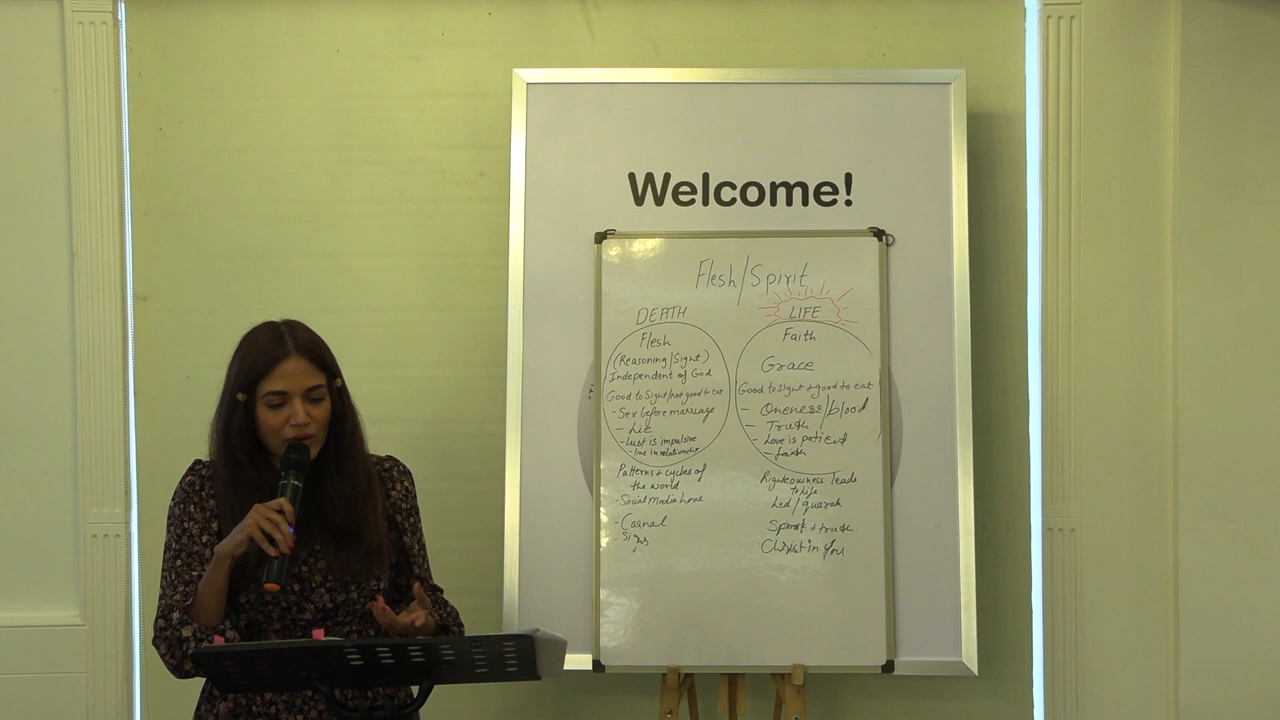 Welcome!
Flesh/Spirit
DEATH
Flesh
(Reasoning/Sight)
Independent of God
Good to Sight/not good to eat
- Sex before marriage
- Lie
- Lust is impulsive
- in relationship
Patterns + cycles of
the world
- Social Media
- Carnal
- Signs
LIFE
Faith
Grace
Good to Sight + good to eat
- Oneness/blood
- Truth
- Love is patient
- faith
Righteousness leads
to life
Led/
Spirit + truth.
Christ in you